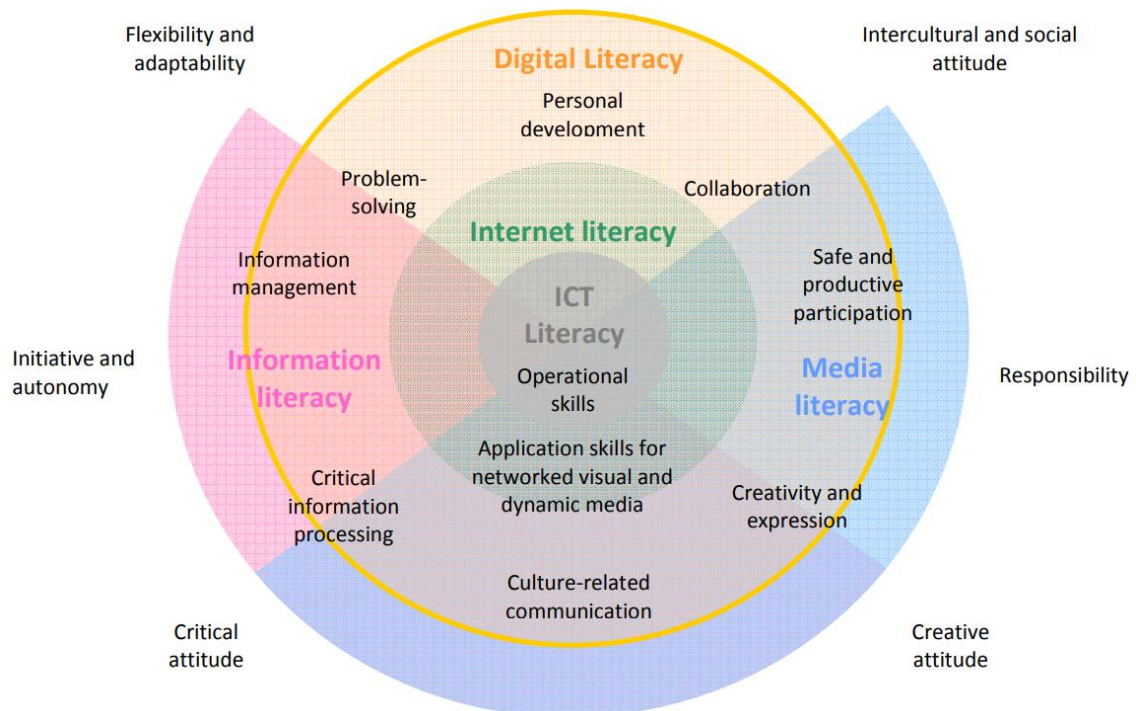 Flexibility and
adaptability
Intercultural and social
attitude
Digital Literacy
Personal
development
Problem-
solving
Collaboration
Internet literacy
Information
management
Safe and
productive
participation
ICT
Literacy
Initiative and
autonomy
Information
literacy
Operational
skills
Media
literacy
Responsibility
Application skills for
networked visual and
dynamic media
Critical
information
processing
Creativity and
expression
Culture-related
communication
Critical
attitude
Creative
attitude